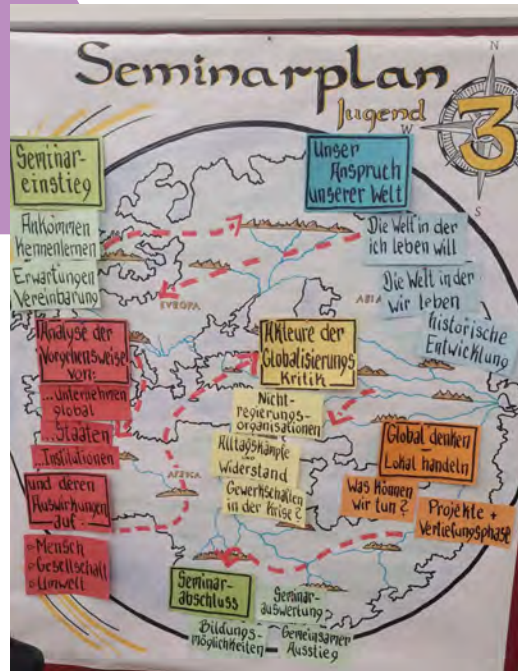 Seminarplan
Jugend
3
N
W
S
Seminar-
einstieg
Ankommen
Kennenlernen
Erwartungen
Vereinbarung
Unser
Anspruch
unserer Welt
Die Welt in der
ich leben will
Die Welt in der
wir leben
historische
Entwicklung
EUROPA
Analyse der
Vorgehensweise
von:
...Unternehmen
global
...Staaten
...Institutionen
und deren
Auswirkungen
auf:
Mensch
Gesellschaft
Umwelt
AFRIKA
Akteure der
Globalisierungs
Kritik
Nicht-
regierungs-
organisationen
Alltagskämpfe
Widerstand
Gewerkschaften
in der Krise?
Global denken
Lokal handeln
Was können
wir tun?
Projekte +
Vertiefungsphase
Seminar-
abschluss
Seminar-
auswertung
Bildungs-
möglichkeiten
Gemeinsamer
Ausstieg